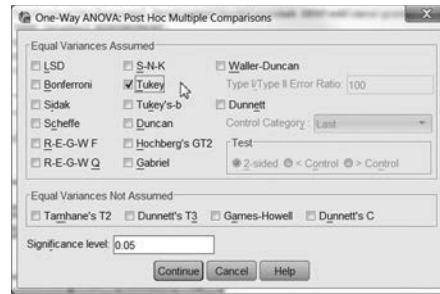 One-Way ANOVA: Post Hoc Multiple Comparisons
Equal Variances Assumed
LSD S-N-K Waller-Duncan
Bonferroni Tukey Type I/Type II Error Ratio: 100
Sidak Tukey's-b Dunnett
Scheffe Duncan Control Category: Last
R-E-G-W F Hochberg's GT2 Test
R-E-G-W Q Gabriel 2-sided < Control > Control
Equal Variances Not Assumed
Tamhane's T2 Dunnett's T3 Games-Howell Dunnett's C
Significance level: 0.05
Continue Cancel Help